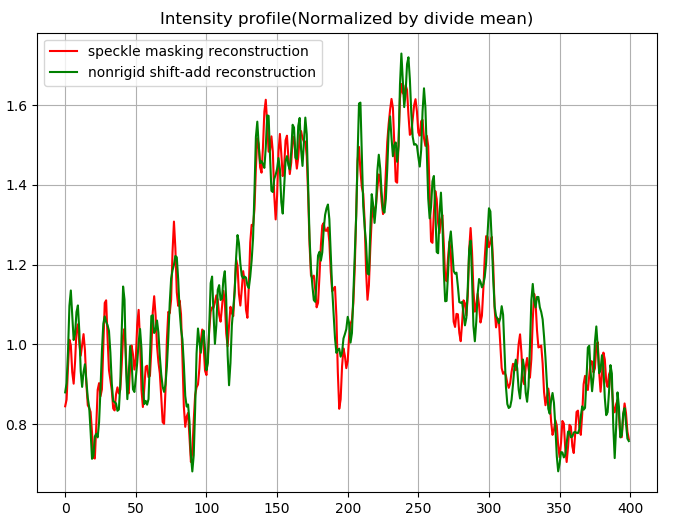 Intensity profile(Normalized by divide mean)
speckle masking reconstruction
nonrigid shift-add reconstruction
1.6
1.4
1.2
1.0
0.8
0 50 100 150 200 250 300 350 400